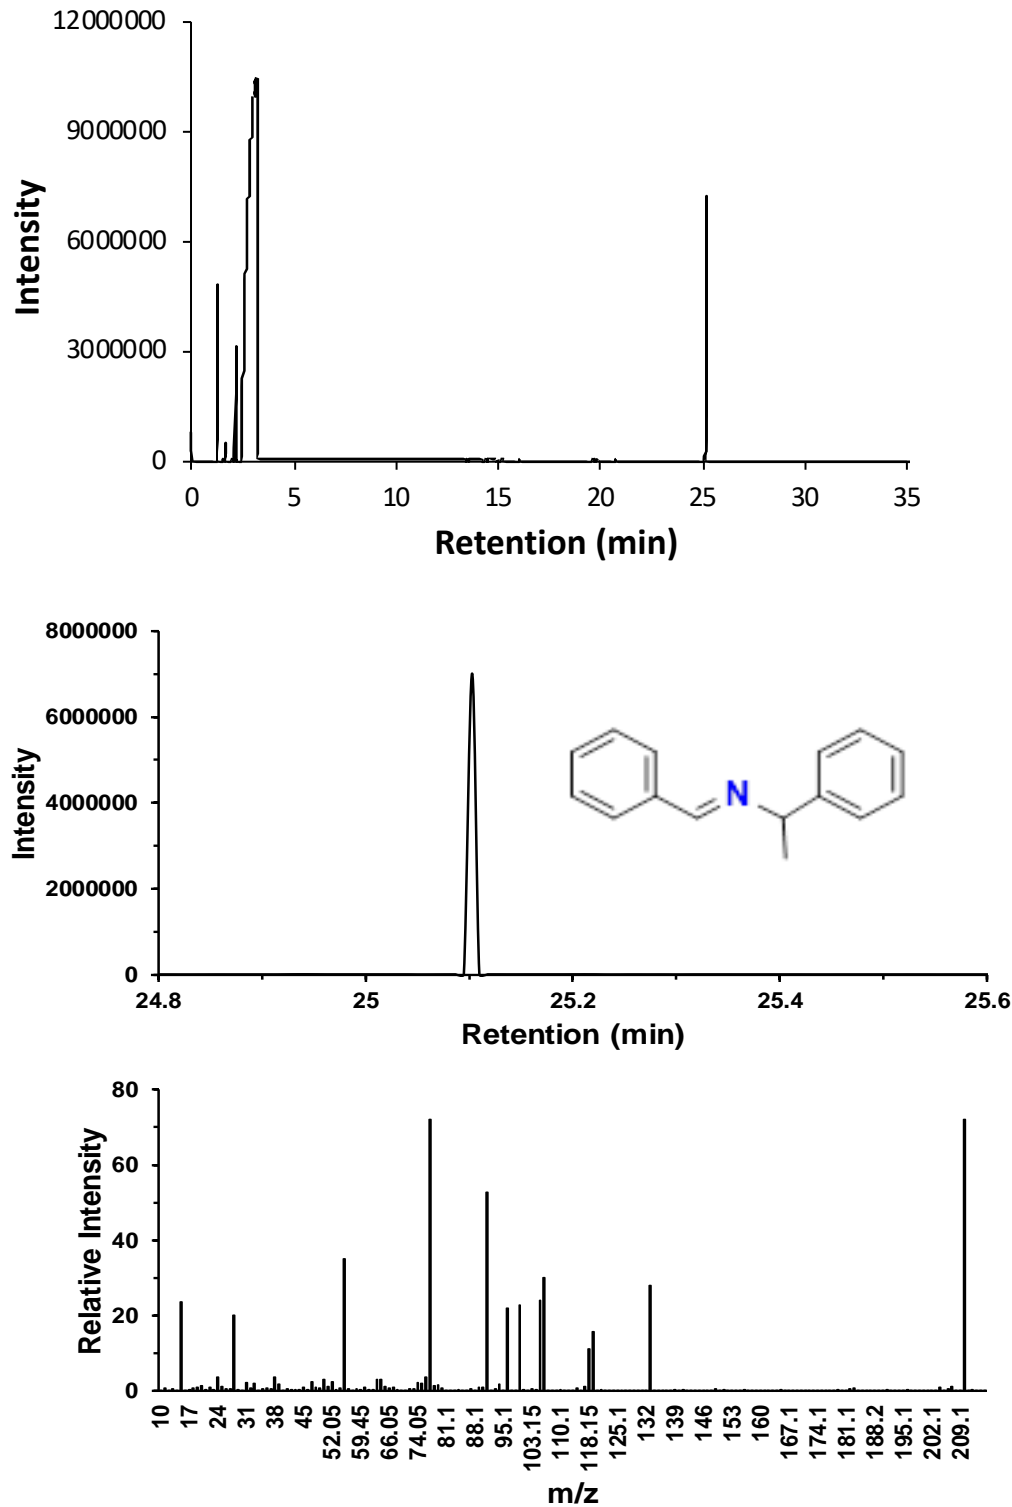 12000000
9000000
6000000
3000000
0
Intensity
0 5 10 15 20 25 30 35
Retention (min)
8000000
6000000
4000000
2000000
0
Intensity
N
24.8 25 25.2 25.4 25.6
Retention (min)
80
60
40
20
0
Relative Intensity
10 17 24 31 38 45 52.05 59.45 66.05 74.05 81.1 88.1 95.1 103.15 110.1 118.15 125.1 132 139 146 153 160 167.1 174.1 181.1 188.2 195.1 202.1 209.1
m/z